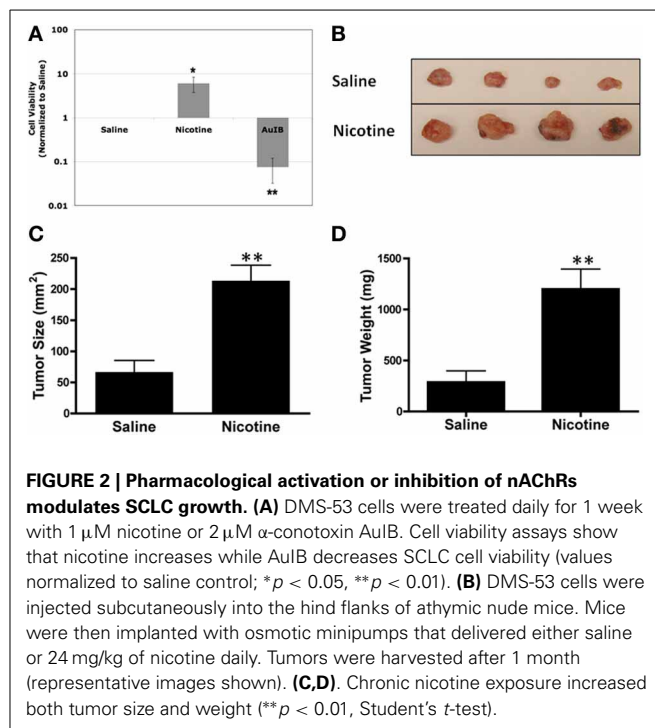 A
100
10
1
0.1
0.01
Cell Viability
(Normalized to Saline)
*
Saline
Nicotine
AuIB
**
B
Saline
Nicotine
C
250
200
150
100
50
0
Tumor Size (mm²)
**
Saline
Nicotine
D
1500
1000
500
0
Tumor Weight (mg)
**
Saline
Nicotine
FIGURE 2 | Pharmacological activation or inhibition of nAChRs
modulates SCLC growth. (A) DMS-53 cells were treated daily for 1 week
with 1 μM nicotine or 2 μM α-conotoxin AuIB. Cell viability assays show
that nicotine increases while AuIB decreases SCLC cell viability (values
normalized to saline control; *p < 0.05, **p < 0.01). (B) DMS-53 cells were
injected subcutaneously into the hind flanks of athymic nude mice. Mice
were then implanted with osmotic minipumps that delivered either saline
or 24 mg/kg of nicotine daily. Tumors were harvested after 1 month
(representative images shown). (C,D). Chronic nicotine exposure increased
both tumor size and weight (**p < 0.01, Student's t-test).